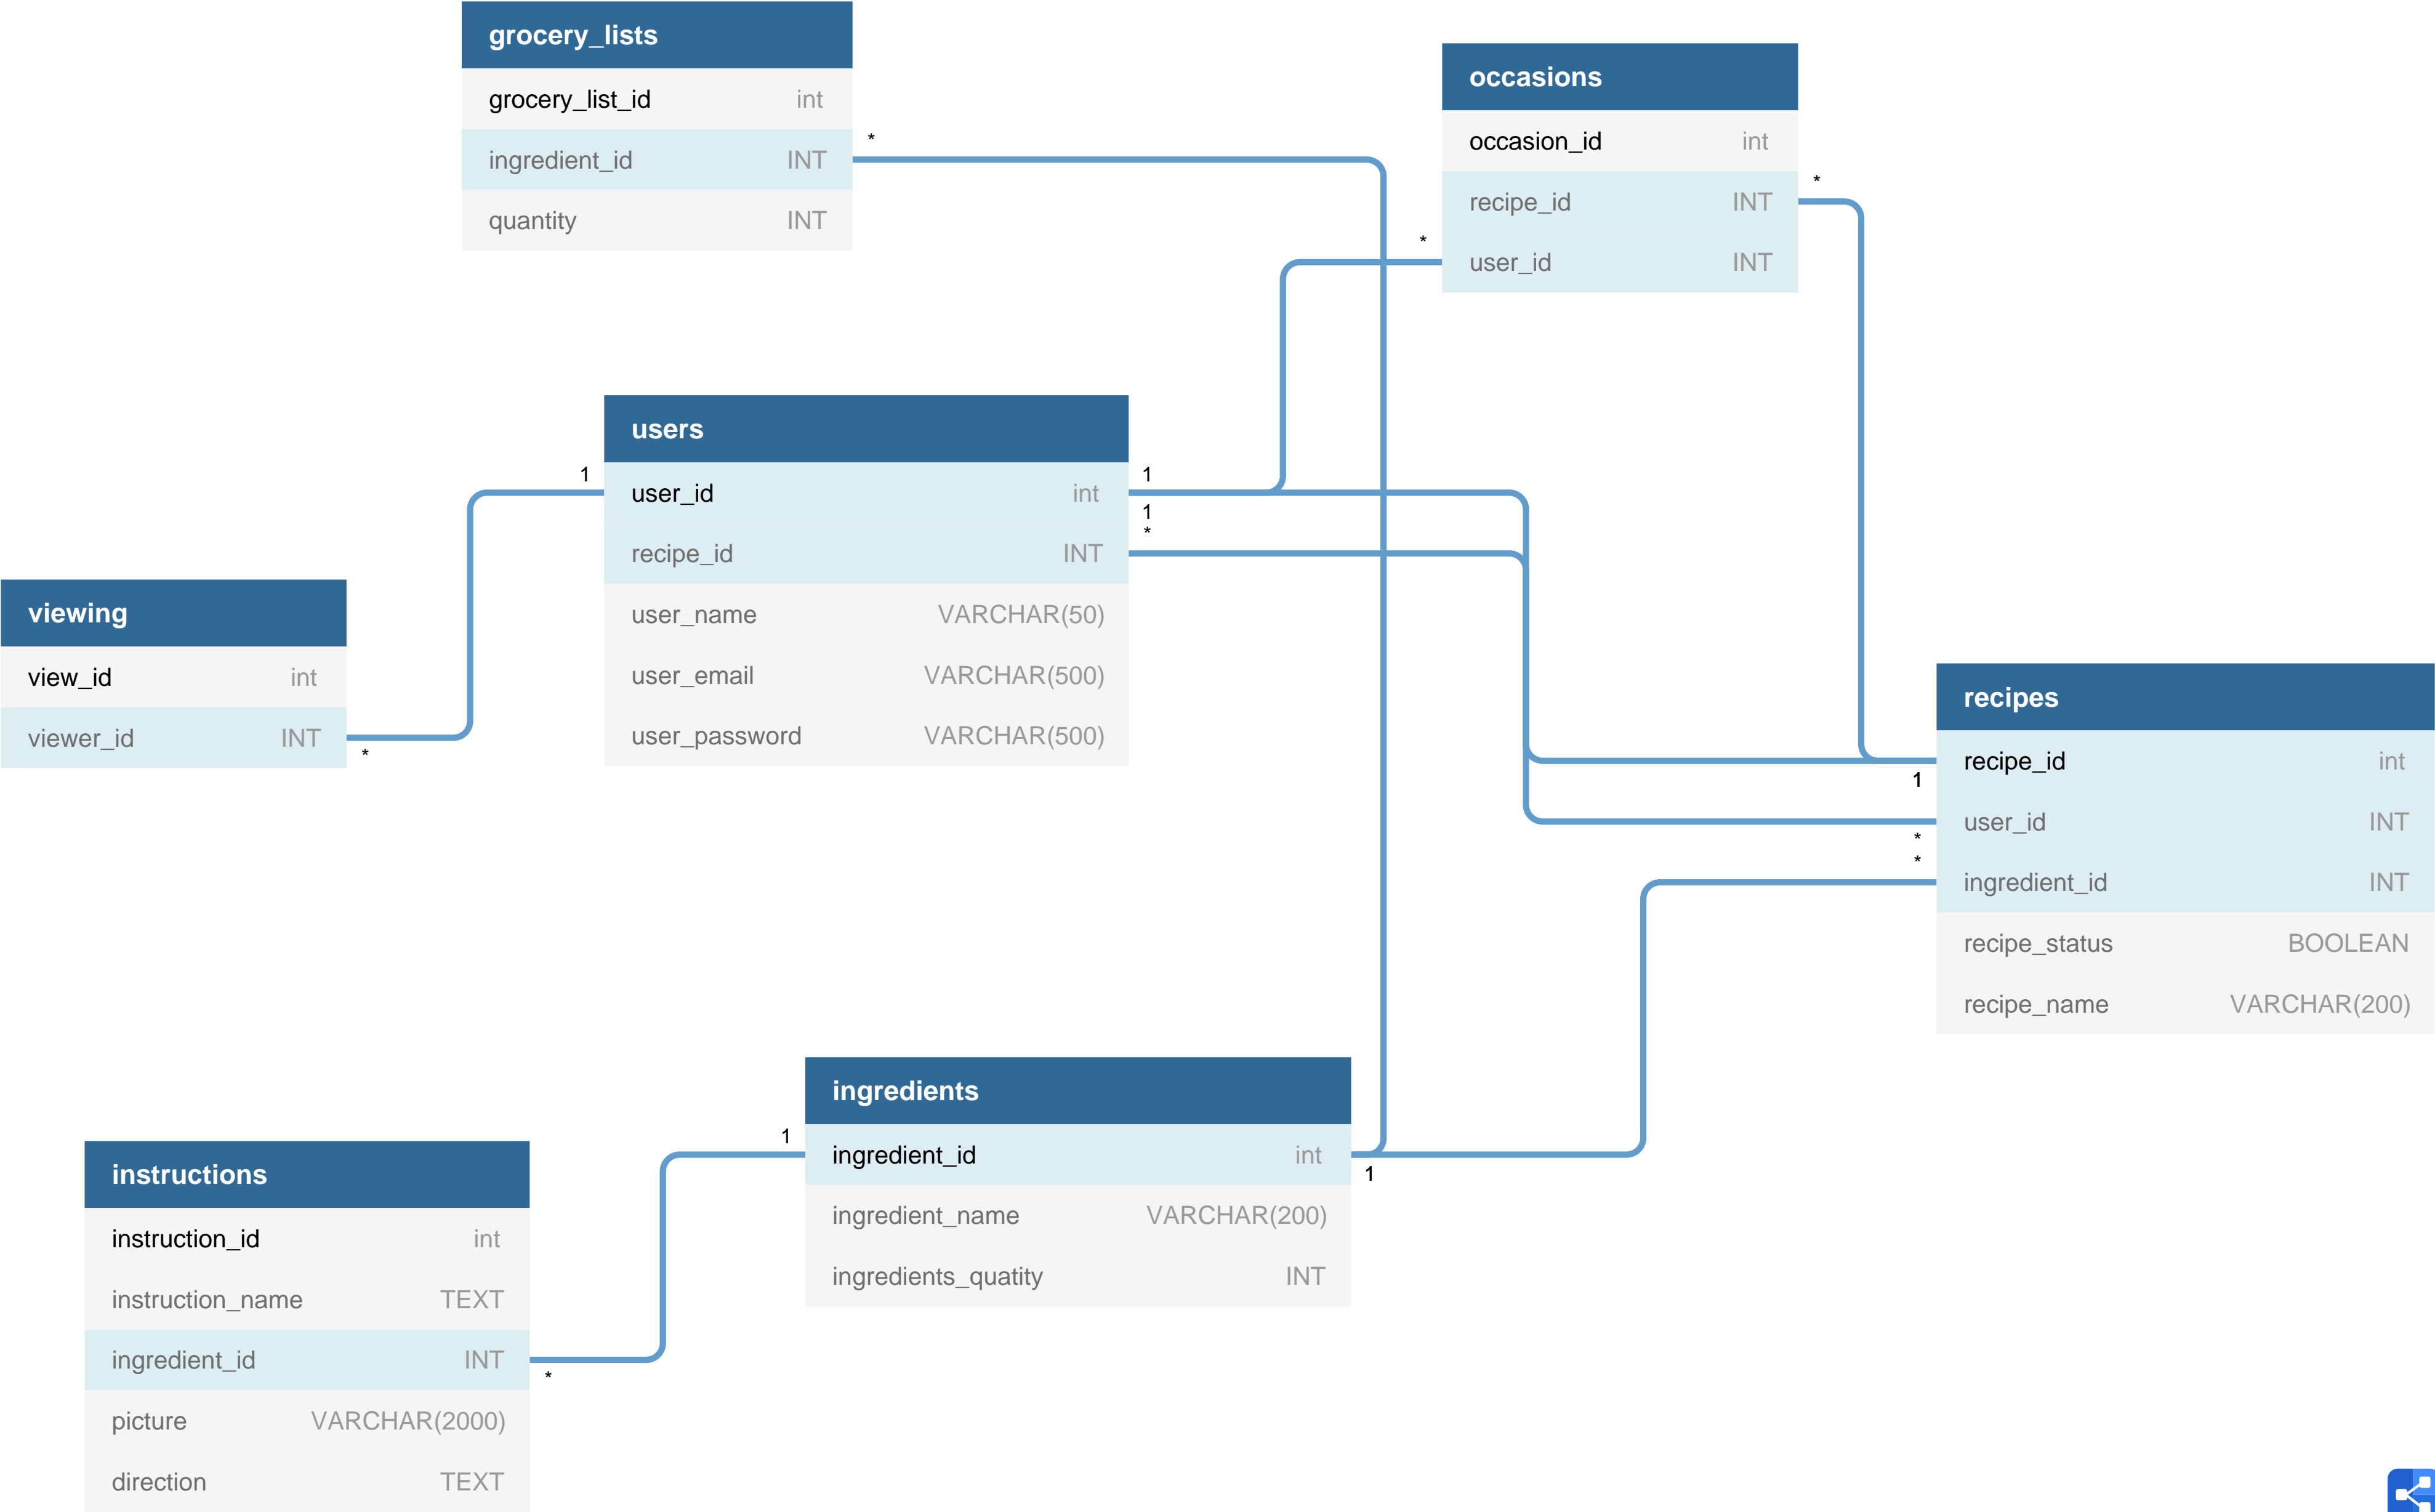 grocery_lists
grocery_list_id int
ingredient_id INT
quantity INT
*
occasions
occasion_id int
recipe_id INT
user_id INT
*
*
users
user_id int
recipe_id INT
user_name VARCHAR(50)
user_email VARCHAR(500)
user_password VARCHAR(500)
1
1
1
*
viewing
view_id int
viewer_id INT
*
recipes
recipe_id int
user_id INT
ingredient_id INT
recipe_status BOOLEAN
recipe_name VARCHAR(200)
1
*
*
ingredients
ingredient_id int
ingredient_name VARCHAR(200)
ingredients_quatity INT
1
1
instructions
instruction_id int
instruction_name TEXT
ingredient_id INT
picture VARCHAR(2000)
direction TEXT
*